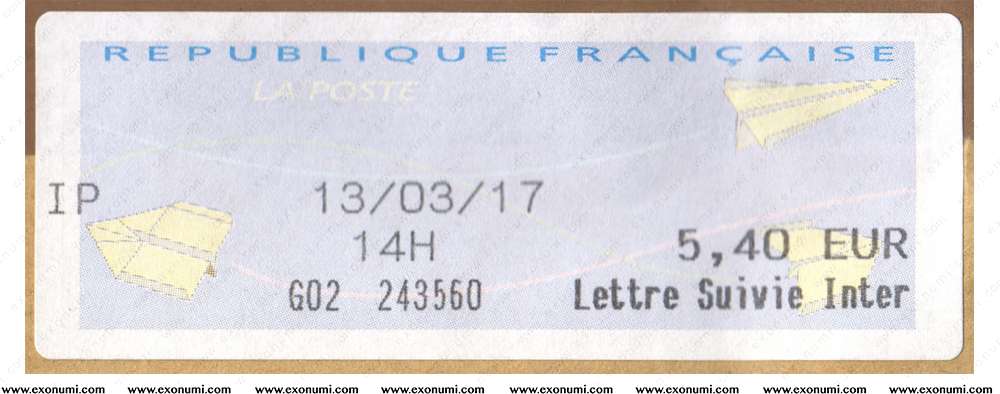 REPUBLIQUE FRANÇAISE
LA POSTE
IP 13/03/17
14H 5,40 EUR
G02 243560 Lettre Suivie Inter
www.exonumi.com www.exonumi.com www.exonumi.com www.exonumi.com www.exonumi.com www.exonumi.com www.exonumi.com www.exonumi.com